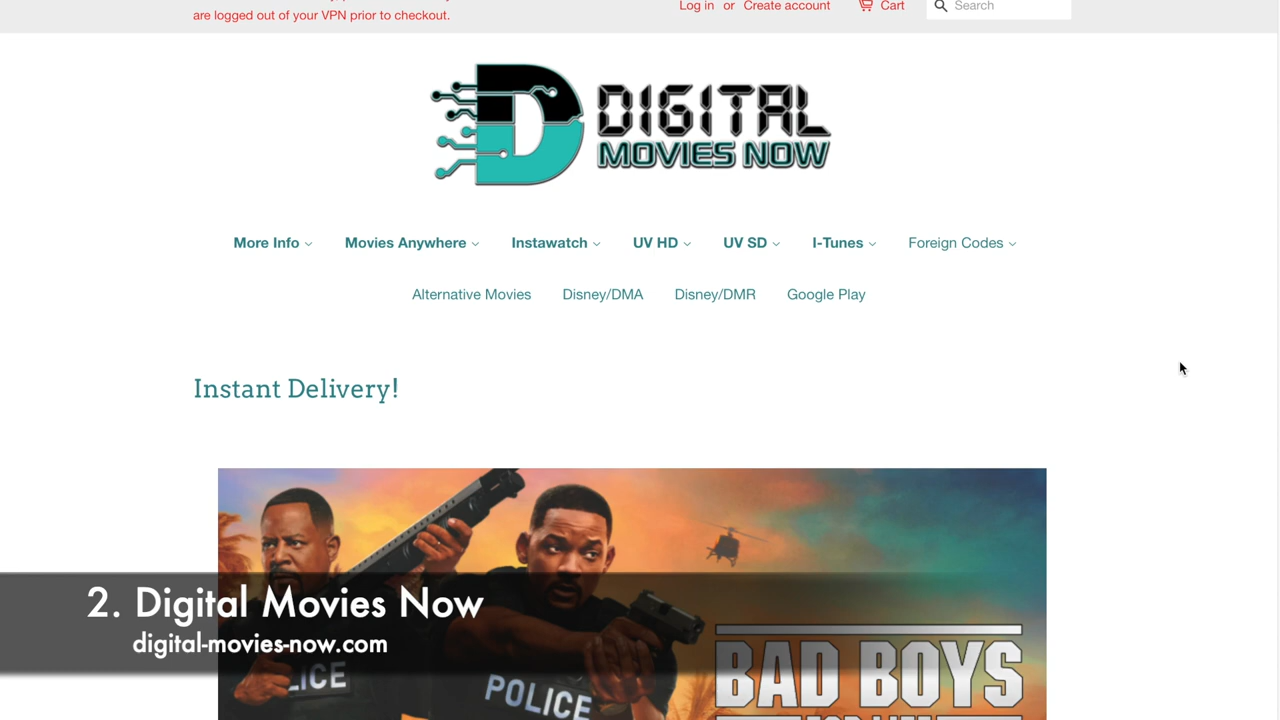 are logged out of your VPN prior to checkout.
Log in or Create account Cart Search
DIGITAL
MOVIES NOW
More Info Movies Anywhere Instawatch UV HD UV SD I-Tunes Foreign Codes
Alternative Movies Disney/DMA Disney/DMR Google Play
Instant Delivery!
2. Digital Movies Now
digital-movies-now.com
LICE
POLICE
BAD BOYS